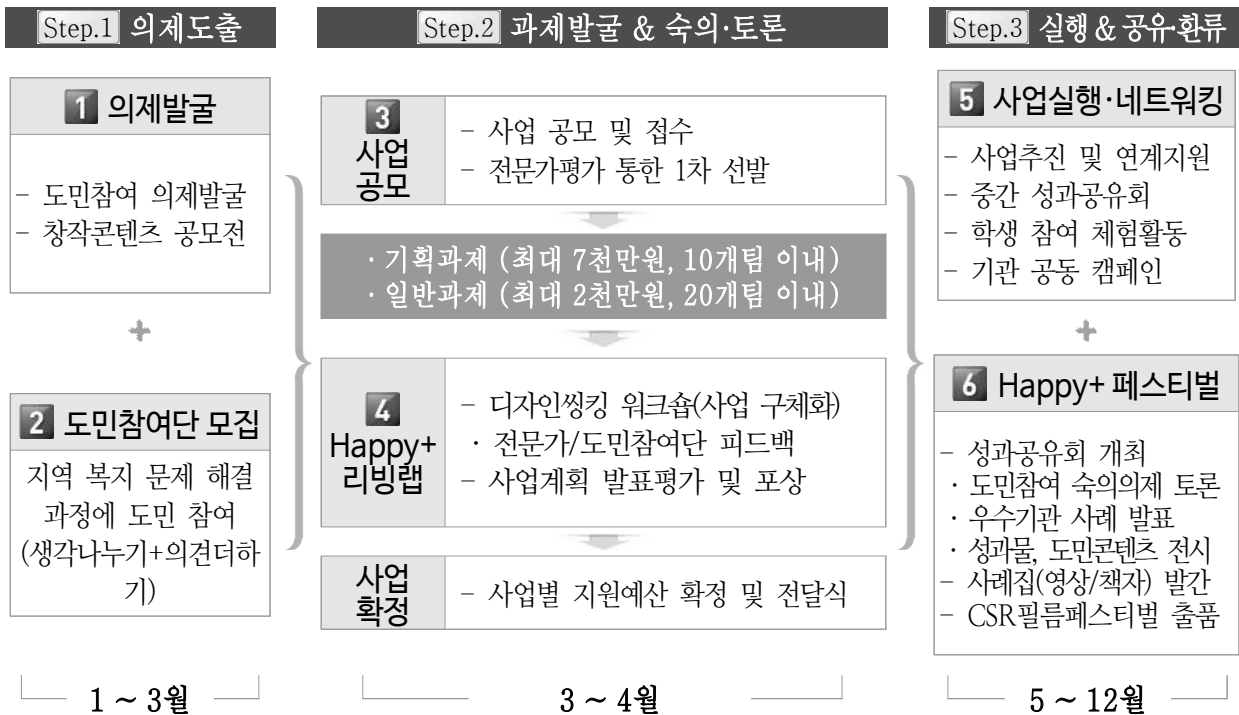 Step.1 의제도출
1 의제발굴
- 도민참여 의제발굴
- 창작콘텐츠 공모전
+
2 도민참여단 모집
지역 복지 문제 해결
과정에 도민 참여
(생각나누기+의견더하
기)
1 ~ 3월
Step.2 과제발굴 & 숙의·토론
3
사업
공모
- 사업 공모 및 접수
- 전문가평가 통한 1차 선발
· 기획과제 (최대 7천만원, 10개팀 이내)
· 일반과제 (최대 2천만원, 20개팀 이내)
4
Happy+
리빙랩
- 디자인씽킹 워크숍(사업 구체화)
· 전문가/도민참여단 피드백
- 사업계획 발표평가 및 포상
사업
확정
- 사업별 지원예산 확정 및 전달식
3 ~ 4월
Step.3 실행 & 공유·환류
5 사업실행·네트워킹
- 사업추진 및 연계지원
- 중간 성과공유회
- 학생 참여 체험활동
- 기관 공동 캠페인
+
6 Happy+ 페스티벌
- 성과공유회 개최
· 도민참여 숙의의제 토론
· 우수기관 사례 발표
· 성과물, 도민콘텐츠 전시
- 사례집(영상/책자) 발간
- CSR필름페스티벌 출품
5 ~ 12월